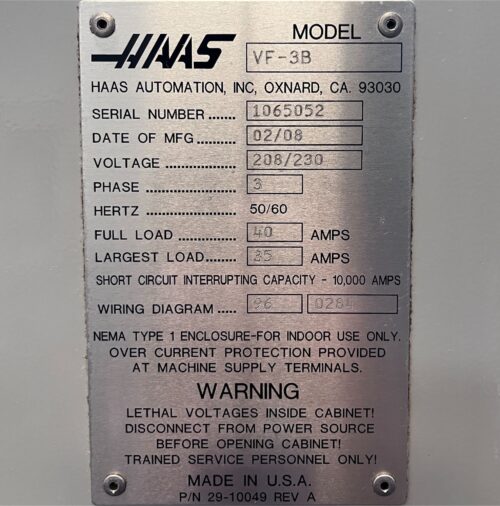 MODEL
HAAS VF-3B
HAAS AUTOMATION, INC, OXNARD, CA. 93030
SERIAL NUMBER ....... 1065052
DATE OF MFG ......... 02/08
VOLTAGE ................. 208/230
PHASE ..................... 3
HERTZ ..................... 50/60
FULL LOAD .............. 40 AMPS
LARGEST LOAD........ 35 AMPS
SHORT CIRCUIT INTERRUPTING CAPACITY - 10,000 AMPS
WIRING DIAGRAM ..... 96 0284
NEMA TYPE 1 ENCLOSURE-FOR INDOOR USE ONLY.
OVER CURRENT PROTECTION PROVIDED
AT MACHINE SUPPLY TERMINALS.
WARNING
LETHAL VOLTAGES INSIDE CABINET!
DISCONNECT FROM POWER SOURCE
BEFORE OPENING CABINET!
TRAINED SERVICE PERSONNEL ONLY!
MADE IN U.S.A.
P/N 29-10049 REV A